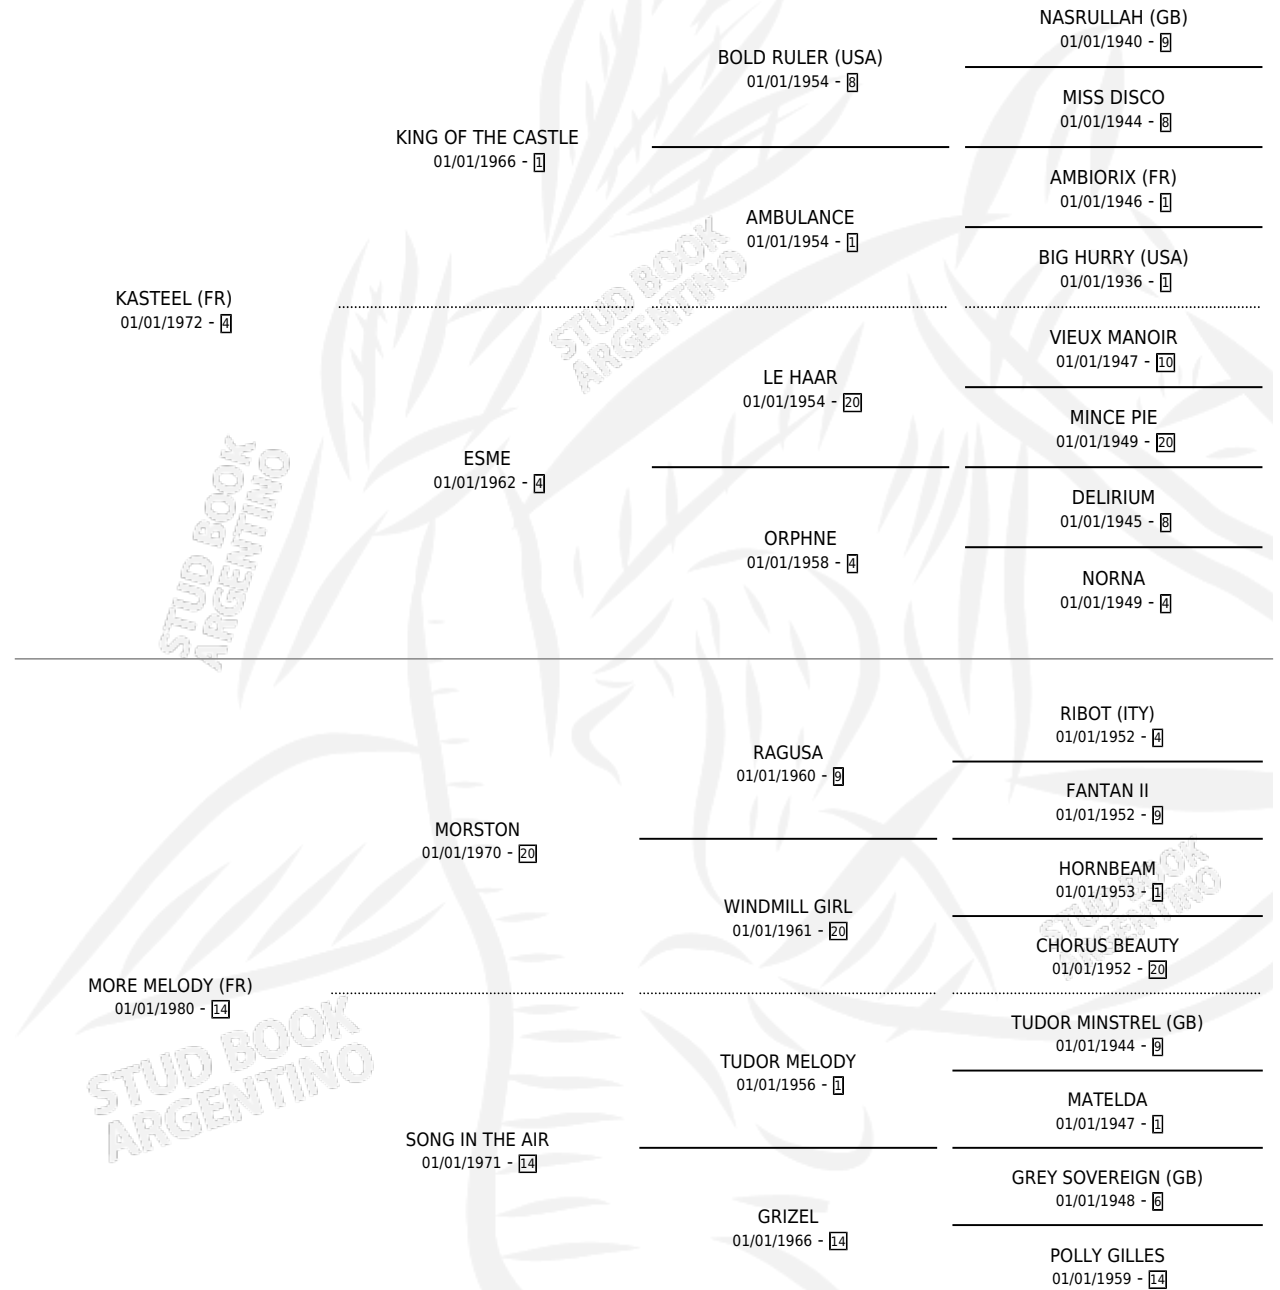 NASRULLAH (GB)
01/01/1940 - 9
BOLD RULER (USA)
01/01/1954 - 8
MISS DISCO
01/01/1944 - 8
KING OF THE CASTLE
01/01/1966 - 1
AMBIORIX (FR)
01/01/1946 - 1
AMBULANCE
01/01/1954 - 1
BIG HURRY (USA)
01/01/1936 - 1
KASTEEL (FR)
01/01/1972 - 4
VIEUX MANOIR
01/01/1947 - 10
LE HAAR
01/01/1954 - 20
MINCE PIE
01/01/1949 - 20
ESME
01/01/1962 - 4
DELIRIUM
01/01/1945 - 8
ORPHNE
01/01/1958 - 4
NORNA
01/01/1949 - 4
RIBOT (ITY)
01/01/1952 - 4
RAGUSA
01/01/1960 - 9
FANTAN II
01/01/1952 - 9
MORSTON
01/01/1970 - 20
HORNBEAM
01/01/1953 - 1
WINDMILL GIRL
01/01/1961 - 20
CHORUS BEAUTY
01/01/1952 - 20
MORE MELODY (FR)
01/01/1980 - 14
TUDOR MINSTREL (GB)
01/01/1944 - 9
TUDOR MELODY
01/01/1956 - 1
MATELDA
01/01/1947 - 1
SONG IN THE AIR
01/01/1971 - 14
GREY SOVEREIGN (GB)
01/01/1948 - 6
GRIZEL
01/01/1966 - 14
POLLY GILLES
01/01/1959 - 14
STUD BOOK
ARGENTINO
STUD BOOK
ARGENTINO
STUD BOOK
ARGENTINO
STUD BOOK
ARGENTINO